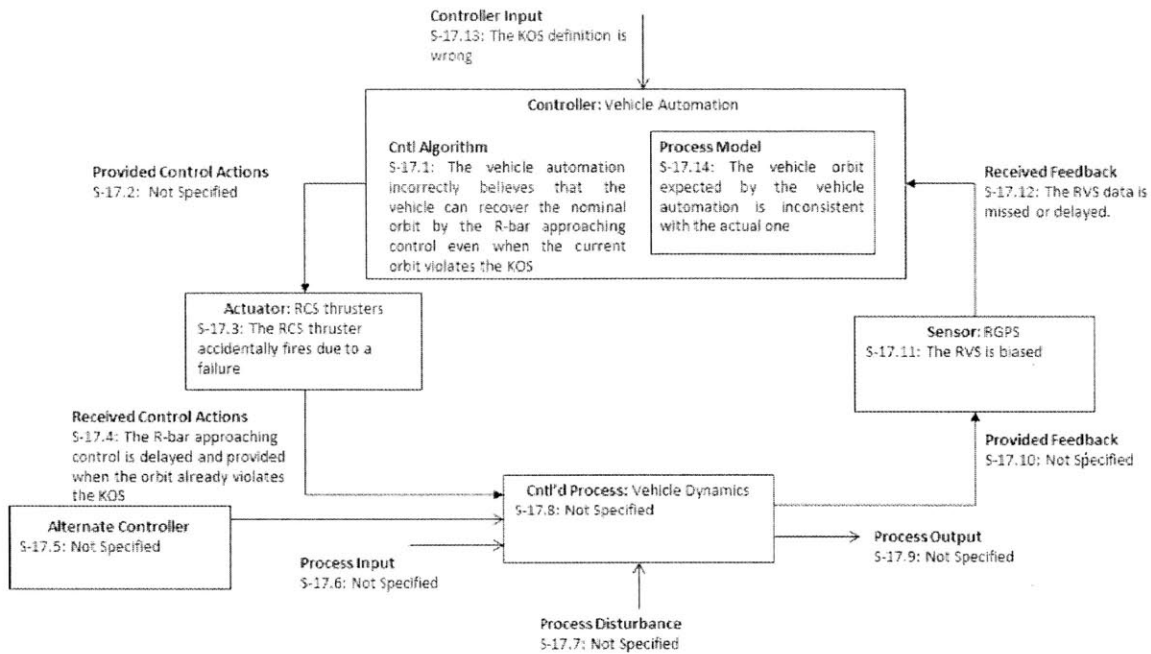 Controller Input
S-17.13: The KOS definition is
wrong
Controller: Vehicle Automation
Cntl Algorithm
S-17.1: The vehicle automation
incorrectly believes that the
vehicle can recover the nominal
orbit by the R-bar approaching
control even when the current
orbit violates the KOS
Process Model
S-17.14: The vehicle orbit
expected by the vehicle
automation is inconsistent
with the actual one
Provided Control Actions
S-17.2: Not Specified
Received Feedback
S-17.12: The RVS data is
missed or delayed.
Actuator: RCS thrusters
S-17.3: The RCS thruster
accidentally fires due to a
failure
Sensor: RGPS
S-17.11: The RVS is biased
Received Control Actions
S-17.4: The R-bar approaching
control is delayed and provided
when the orbit already violates
the KOS
Provided Feedback
S-17.10: Not Specified
Cntl'd Process: Vehicle Dynamics
S-17.8: Not Specified
Alternate Controller
S-17.5: Not Specified
Process Input
S-17.6: Not Specified
Process Output
S-17.9: Not Specified
Process Disturbance
S-17.7: Not Specified